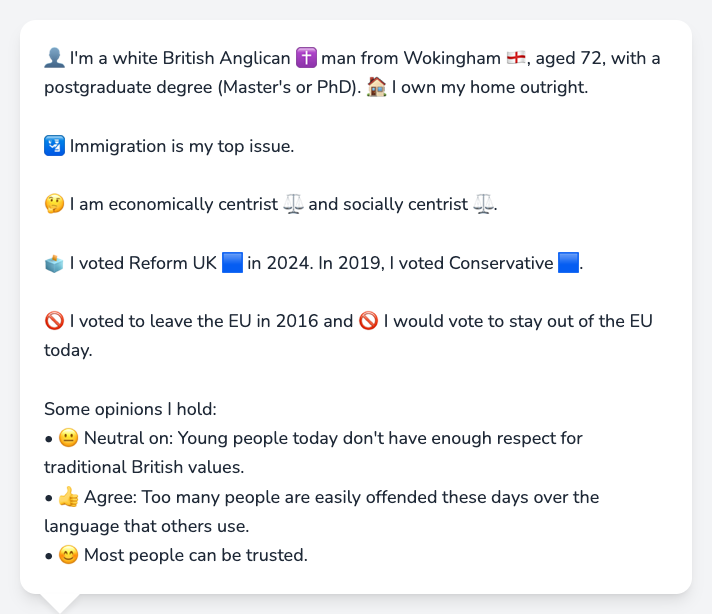 👤 I'm a white British Anglican ✝️ man from Wokingham 🏴󠁧󠁢󠁥󠁮󠁧󠁿, aged 72, with a
postgraduate degree (Master's or PhD). 🏠 I own my home outright.
🛂 Immigration is my top issue.
🤔 I am economically centrist ⚖️ and socially centrist ⚖️.
🗳️ I voted Reform UK 🟦 in 2024. In 2019, I voted Conservative 🟦.
🚫 I voted to leave the EU in 2016 and 🚫 I would vote to stay out of the EU
today.
Some opinions I hold:
• 😐 Neutral on: Young people today don't have enough respect for
traditional British values.
• 👍 Agree: Too many people are easily offended these days over the
language that others use.
• 😊 Most people can be trusted.